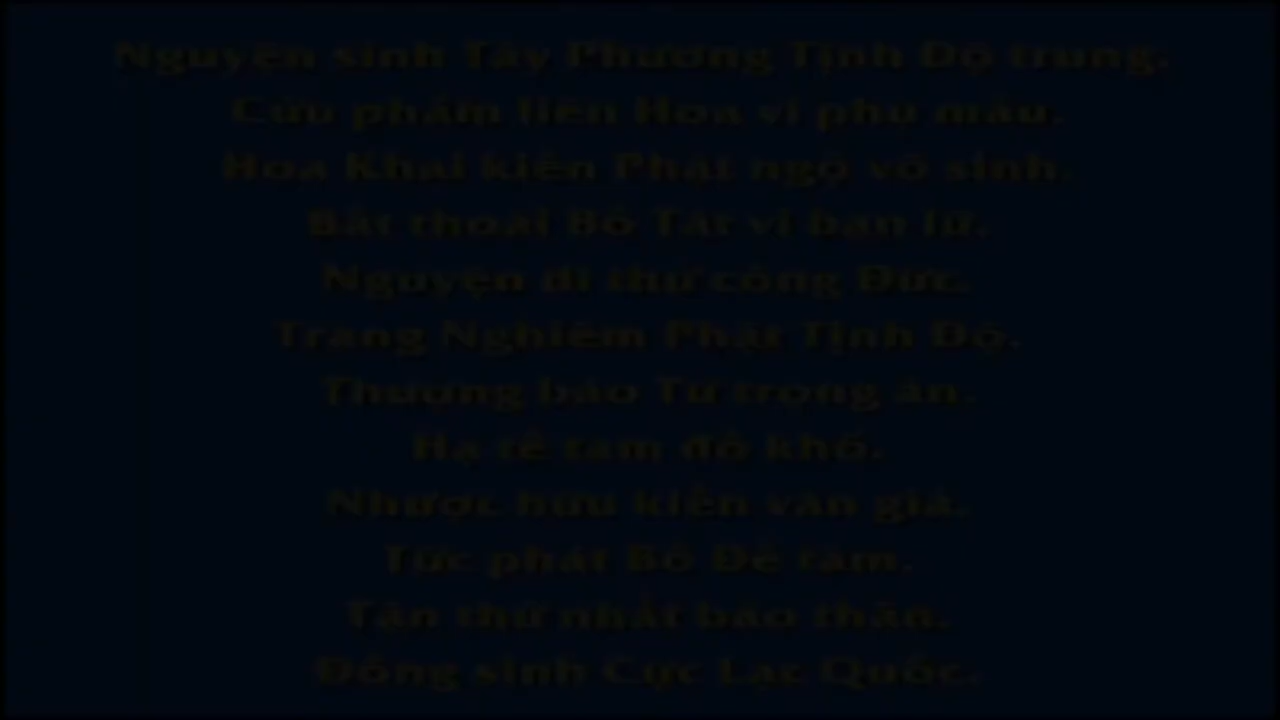 Nguyện sinh Tây Phương Tịnh Độ trung.
Cửu phẩm liên Hoa vi phụ mẫu.
Hoa Khai kiến Phật ngộ vô sinh.
Bất thoái Bồ Tát vi bạn lữ.
Nguyện dĩ thử công Đức.
Trang Nghiêm Phật Tịnh Độ.
Thượng báo Tứ trọng ân.
Hạ tế tam đồ khổ.
Nhược hữu kiến văn giả.
Tức phát Bồ Đề tâm.
Tận thử nhất báo thân.
Đồng sinh Cực Lạc Quốc.